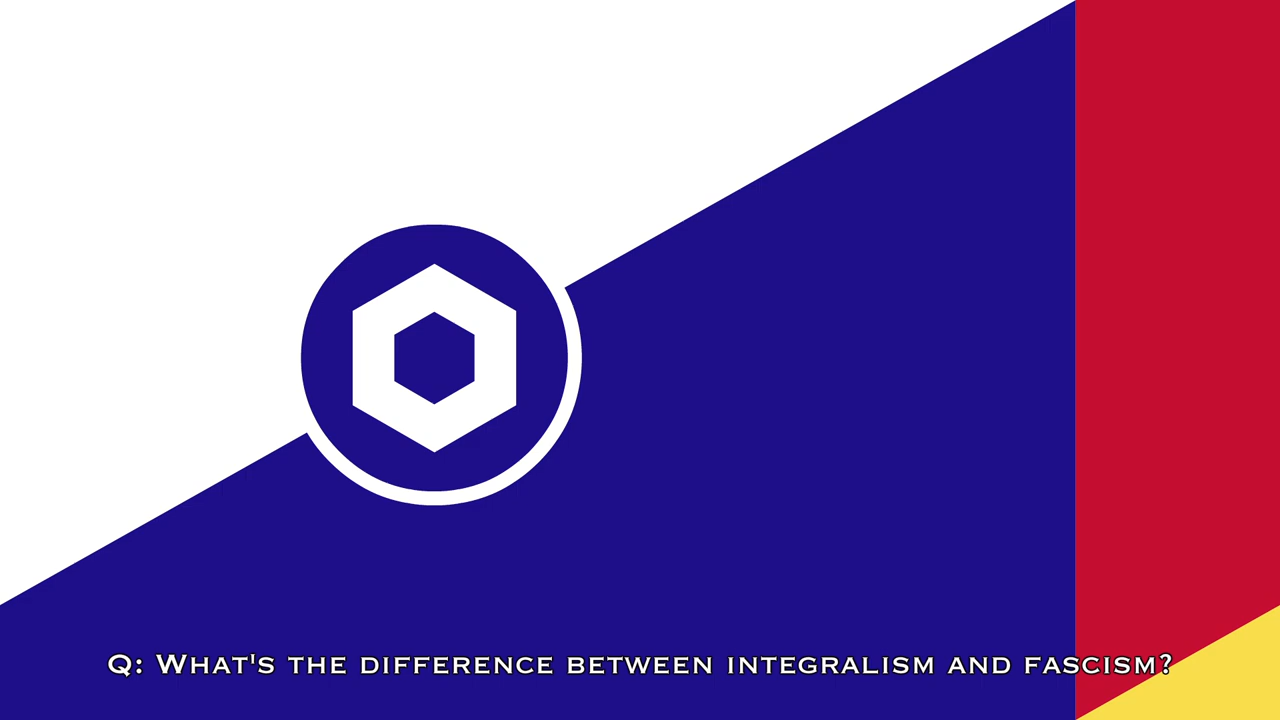 Q: What's the difference between integralism and fascism?